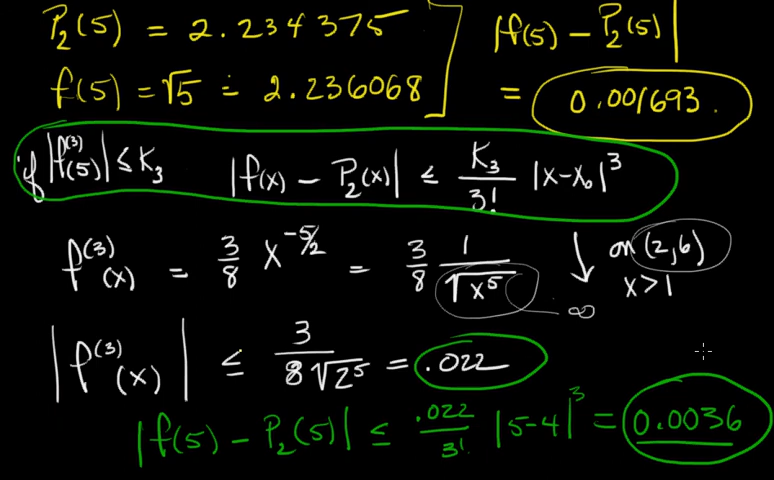 P₂(5) = 2.234375
|f(5) − P₂(5)|
f(5) = √5 ≐ 2.236068
= 0.001693.
if |f⁽³⁾(5)| ≤ K₃ |f(x) − P₂(x)| ≤ K₃/3! |x−x₀|³
f⁽³⁾(x) = 3/8 x^(−5/2) = 3/8 1/√x⁵ ↓ on (2,6)
x>1
∞
|f⁽³⁾(x)| ≤ 3/(8√2⁵) = .022
|f(5) − P₂(5)| ≤ .022/3! |5−4|³ = 0.0036